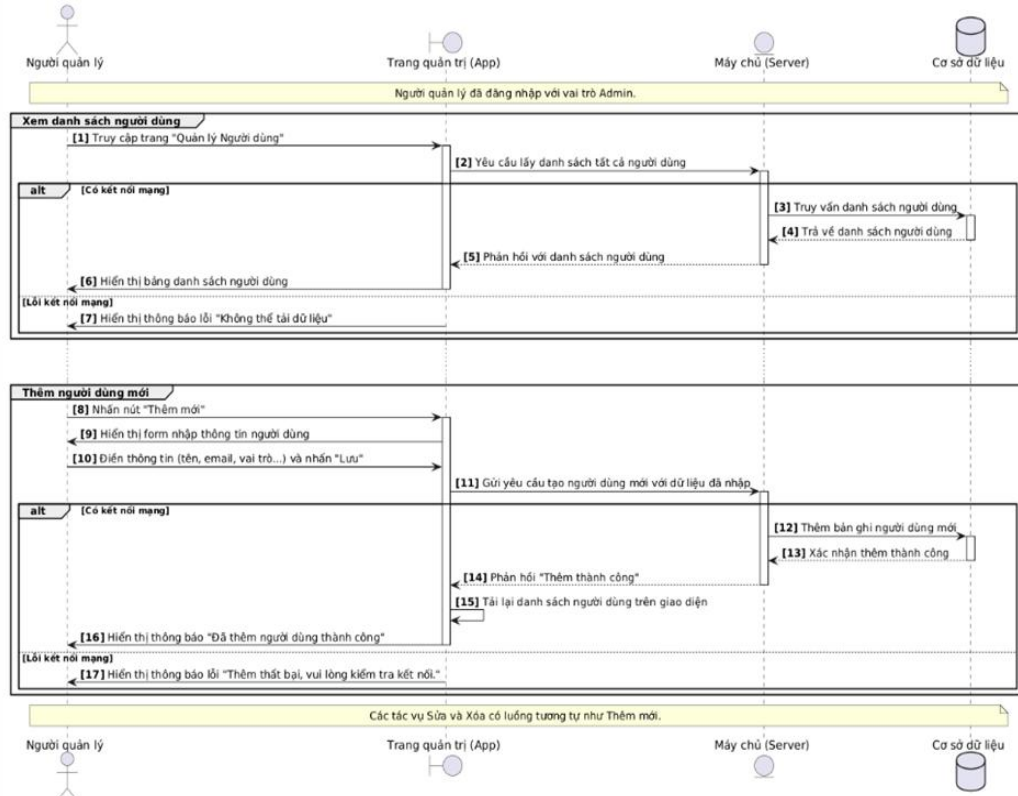 Người quản lý
Trang quản trị (App)
Máy chủ (Server)
Cơ sở dữ liệu
Người quản lý đã đăng nhập với vai trò Admin.
Xem danh sách người dùng
[1] Truy cập trang "Quản lý Người dùng"
[2] Yêu cầu lấy danh sách tất cả người dùng
alt [Có kết nối mạng]
[3] Truy vấn danh sách người dùng
[4] Trả về danh sách người dùng
[5] Phản hồi với danh sách người dùng
[6] Hiển thị bảng danh sách người dùng
[Lỗi kết nối mạng]
[7] Hiển thị thông báo lỗi "Không thể tải dữ liệu"
Thêm người dùng mới
[8] Nhấn nút "Thêm mới"
[9] Hiển thị form nhập thông tin người dùng
[10] Điền thông tin (tên, email, vai trò...) và nhấn "Lưu"
[11] Gửi yêu cầu tạo người dùng mới với dữ liệu đã nhập
alt [Có kết nối mạng]
[12] Thêm bản ghi người dùng mới
[13] Xác nhận thêm thành công
[14] Phản hồi "Thêm thành công"
[15] Tải lại danh sách người dùng trên giao diện
[16] Hiển thị thông báo "Đã thêm người dùng thành công"
[Lỗi kết nối mạng]
[17] Hiển thị thông báo lỗi "Thêm thất bại, vui lòng kiểm tra kết nối."
Các tác vụ Sửa và Xóa có luồng tương tự như Thêm mới.
Người quản lý
Trang quản trị (App)
Máy chủ (Server)
Cơ sở dữ liệu